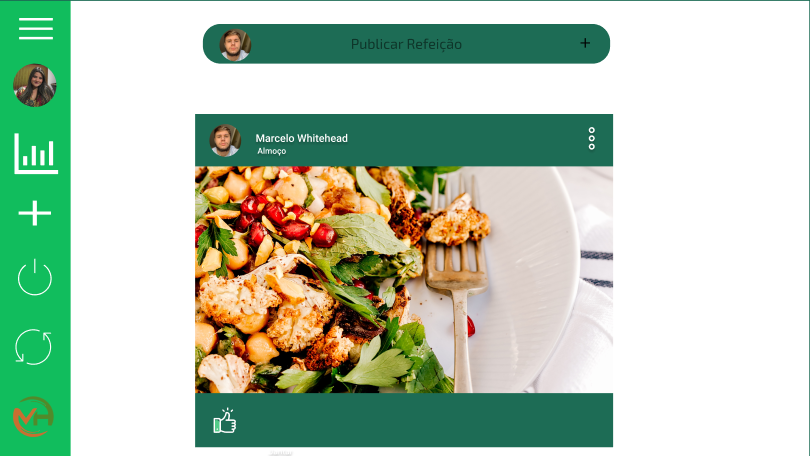 Publicar Refeição
Marcelo Whitehead
Almoço